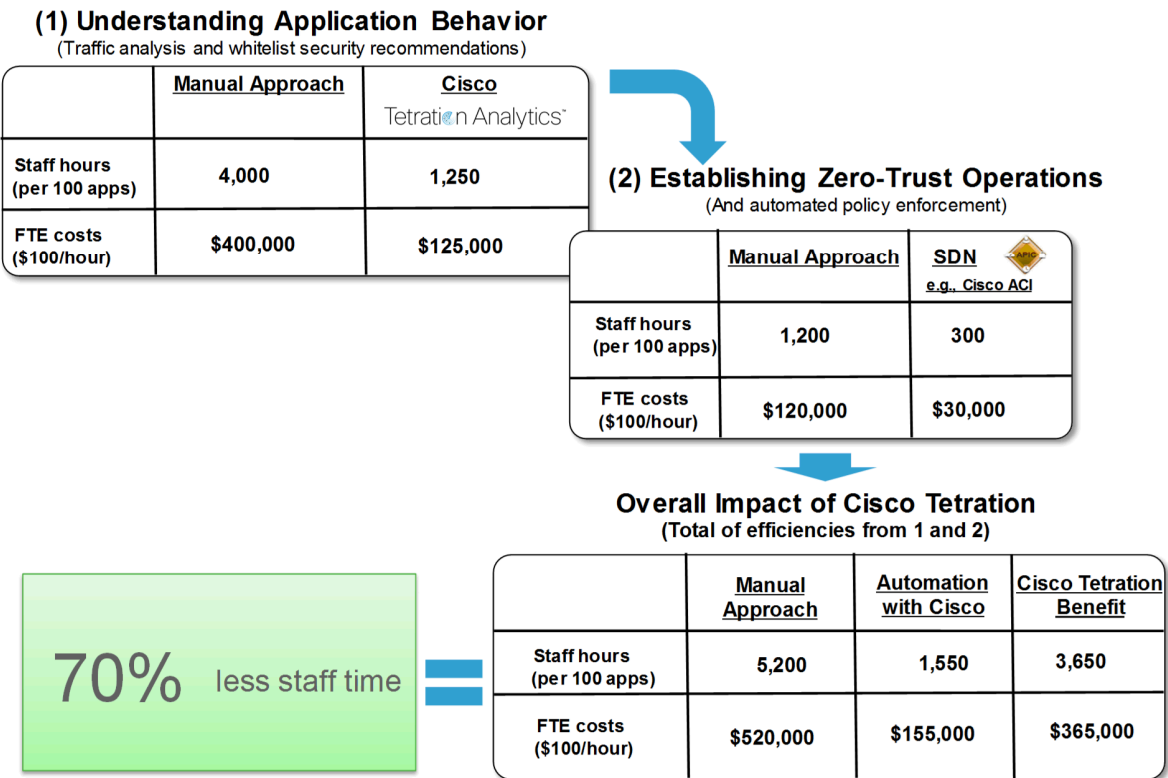 (1) Understanding Application Behavior
(Traffic analysis and whitelist security recommendations)
Manual Approach Cisco
Tetration Analytics™
Staff hours
(per 100 apps) 4,000 1,250
FTE costs
($100/hour) $400,000 $125,000
(2) Establishing Zero-Trust Operations
(And automated policy enforcement)
Manual Approach SDN APIC
e.g., Cisco ACI
Staff hours
(per 100 apps) 1,200 300
FTE costs
($100/hour) $120,000 $30,000
Overall Impact of Cisco Tetration
(Total of efficiencies from 1 and 2)
Manual Automation Cisco Tetration
Approach with Cisco Benefit
Staff hours
(per 100 apps) 5,200 1,550 3,650
FTE costs
($100/hour) $520,000 $155,000 $365,000
70% less staff time